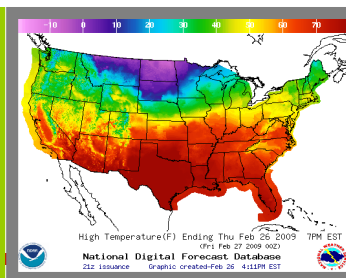 -10 0 10 20 30 40 50 60 70
High Temperature(F) Ending Thu Feb 26 2009 7PM EST
(Fri Feb 27 2009 00Z)
National Digital Forecast Database
21z issuance Graphic created-Feb 26 4:11PM EST